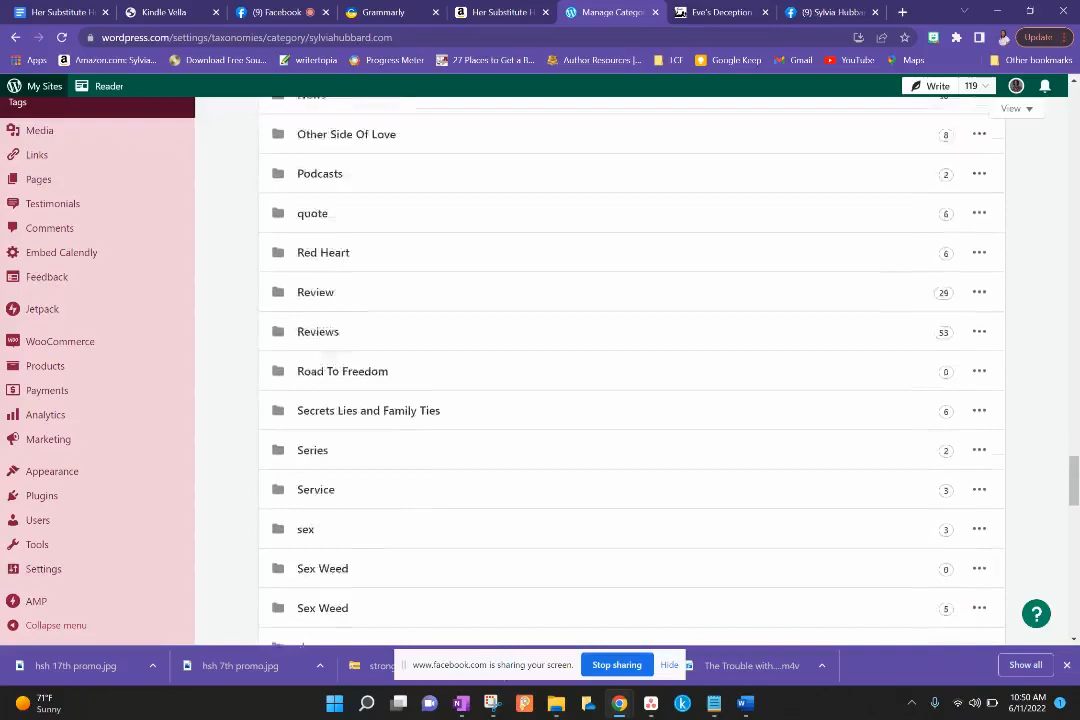 Her Substitute H
Kindle Vella
(9) Facebook
Grammarly
Her Substitute H
Manage Catego
Eve's Deception
(9) Sylvia Hubba
wordpress.com/settings/taxonomies/category/sylviahubbard.com
Update
Apps
Amazon.com: Sylvia...
Download Free Sou...
writertopia
Progress Meter
27 Places to Get a B...
Author Resources |...
Google Keep
Gmail
YouTube
Maps
Other bookmarks
My Sites
Reader
Write
119
Tags
View
Media
Links
Pages
Testimonials
Comments
Embed Calendly
Feedback
Jetpack
WooCommerce
Products
Payments
Analytics
Marketing
Appearance
Plugins
Users
Tools
Settings
AMP
Collapse menu
Other Side Of Love 8
Podcasts 2
quote 6
Red Heart 6
Review 29
Reviews 53
Road To Freedom 0
Secrets Lies and Family Ties 6
Series 2
Service 3
sex 3
Sex Weed 0
Sex Weed 5
?
hsh 17th promo.jpg
hsh 7th promo.jpg
strong
www.facebook.com is sharing your screen.
Stop sharing
Hide
The Trouble with....m4v
Show all
71°F
Sunny
10:50 AM
6/11/2022
1